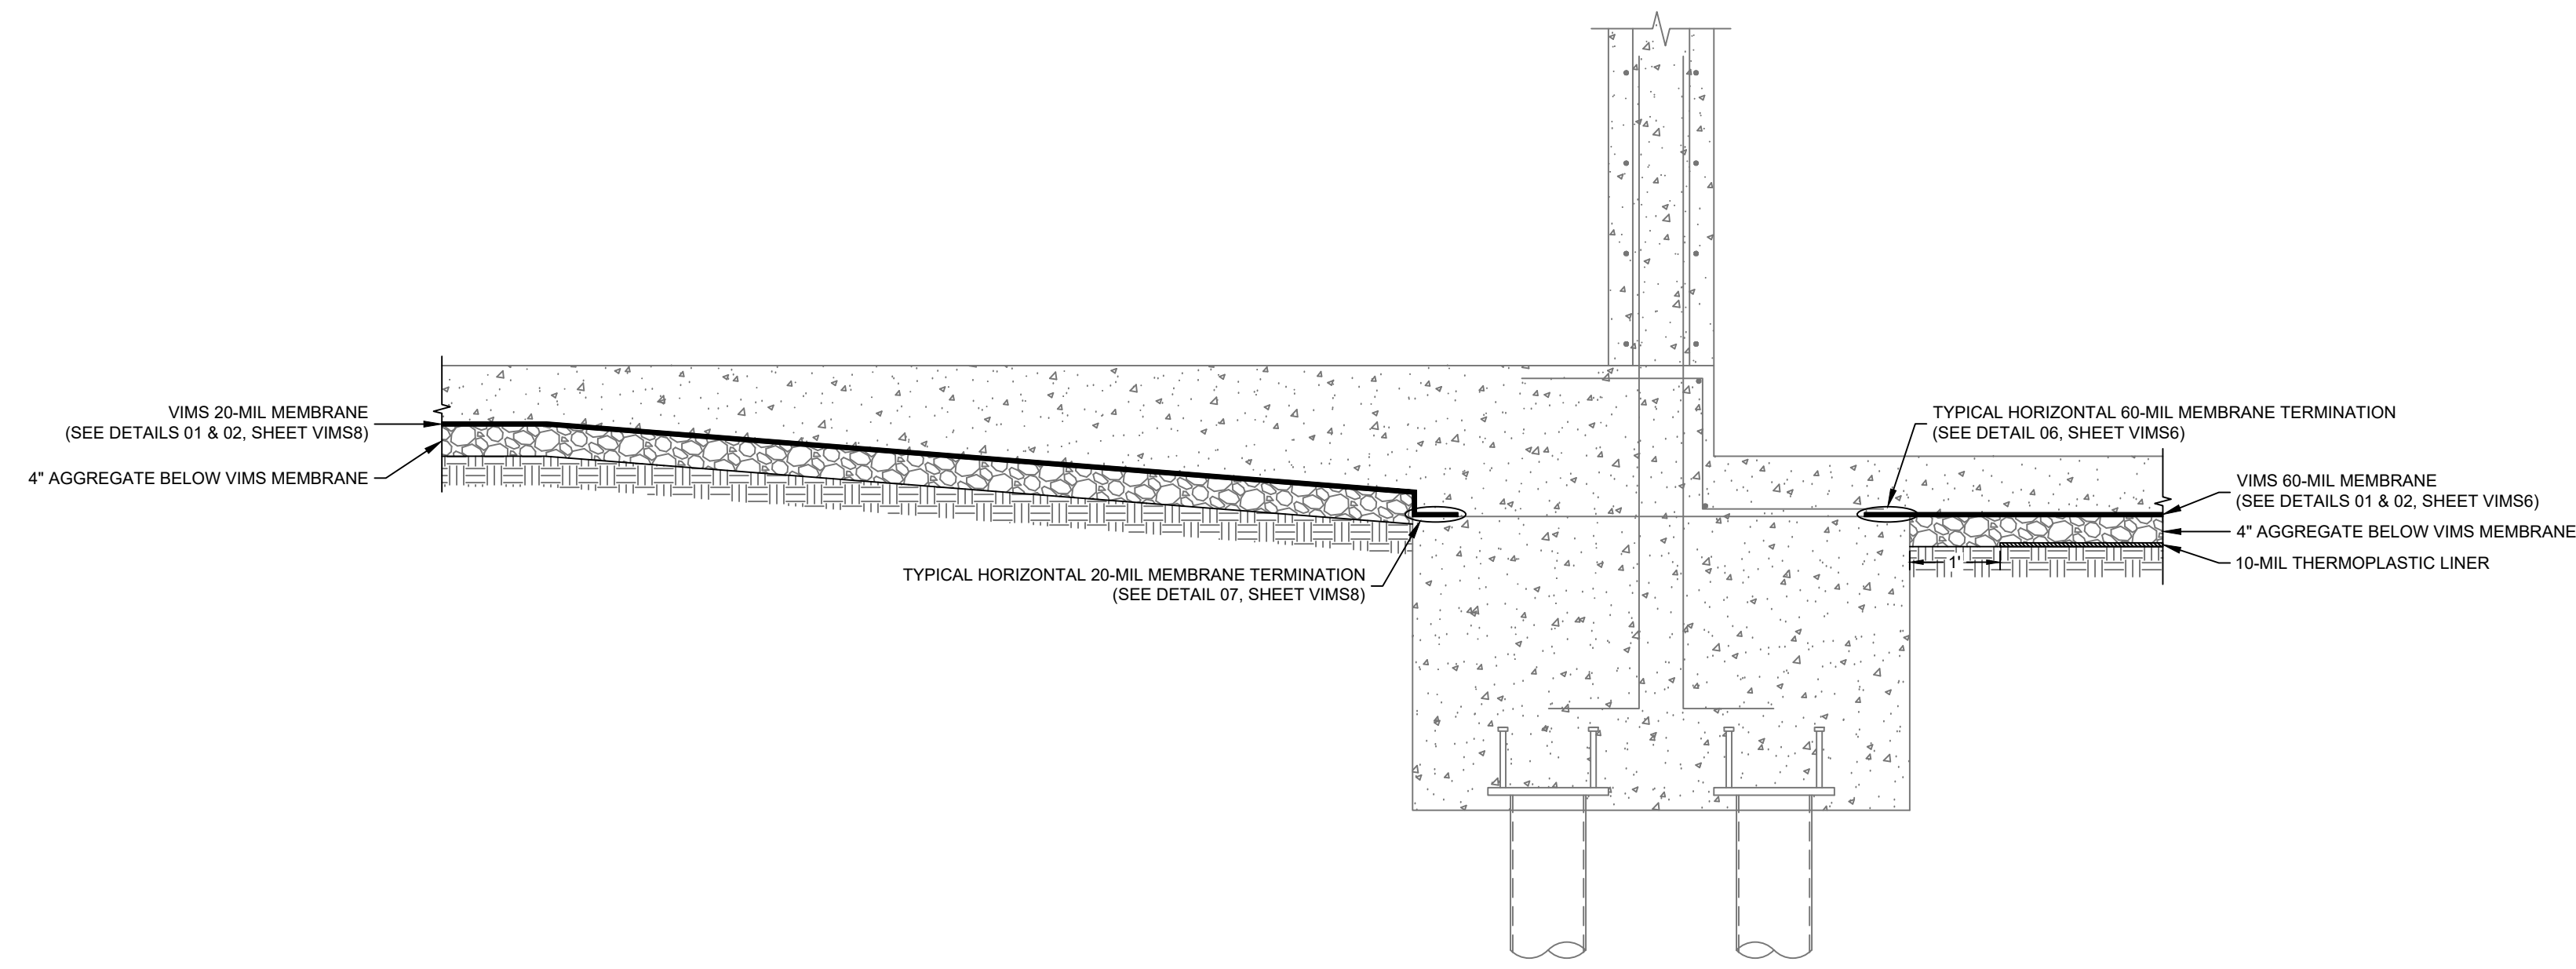 VIMS 20-MIL MEMBRANE
(SEE DETAILS 01 & 02, SHEET VIMS8)
4" AGGREGATE BELOW VIMS MEMBRANE
TYPICAL HORIZONTAL 20-MIL MEMBRANE TERMINATION
(SEE DETAIL 07, SHEET VIMS8)
TYPICAL HORIZONTAL 60-MIL MEMBRANE TERMINATION
(SEE DETAIL 06, SHEET VIMS6)
VIMS 60-MIL MEMBRANE
(SEE DETAILS 01 & 02, SHEET VIMS6)
4" AGGREGATE BELOW VIMS MEMBRANE
10-MIL THERMOPLASTIC LINER
1'